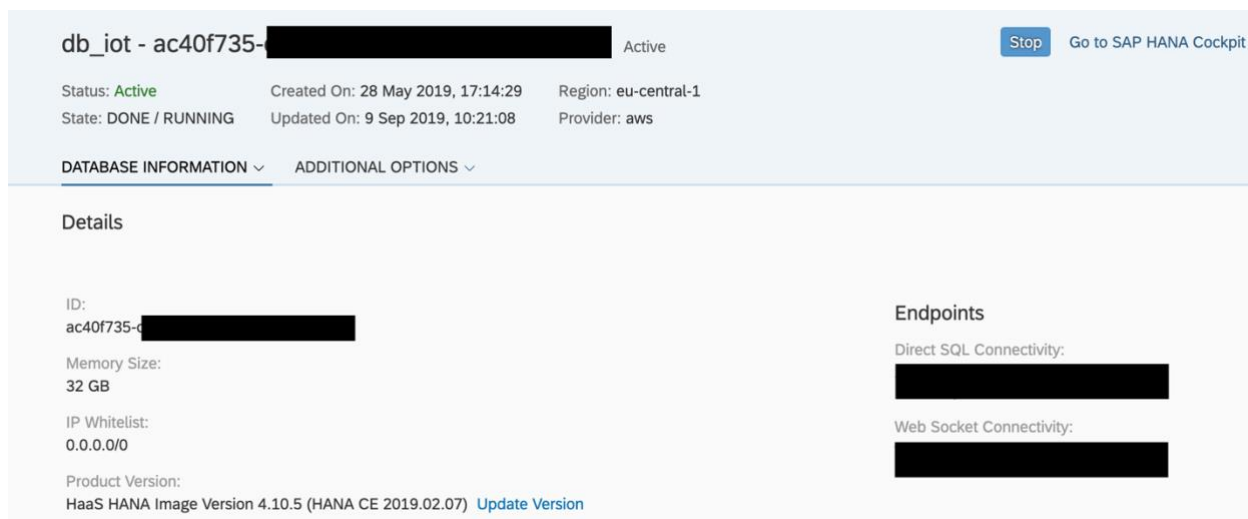 db_iot - ac40f735- Active Stop Go to SAP HANA Cockpit
Status: Active Created On: 28 May 2019, 17:14:29 Region: eu-central-1
State: DONE / RUNNING Updated On: 9 Sep 2019, 10:21:08 Provider: aws
DATABASE INFORMATION ADDITIONAL OPTIONS
Details
ID:
ac40f735-
Memory Size:
32 GB
IP Whitelist:
0.0.0.0/0
Product Version:
HaaS HANA Image Version 4.10.5 (HANA CE 2019.02.07) Update Version
Endpoints
Direct SQL Connectivity:
Web Socket Connectivity: